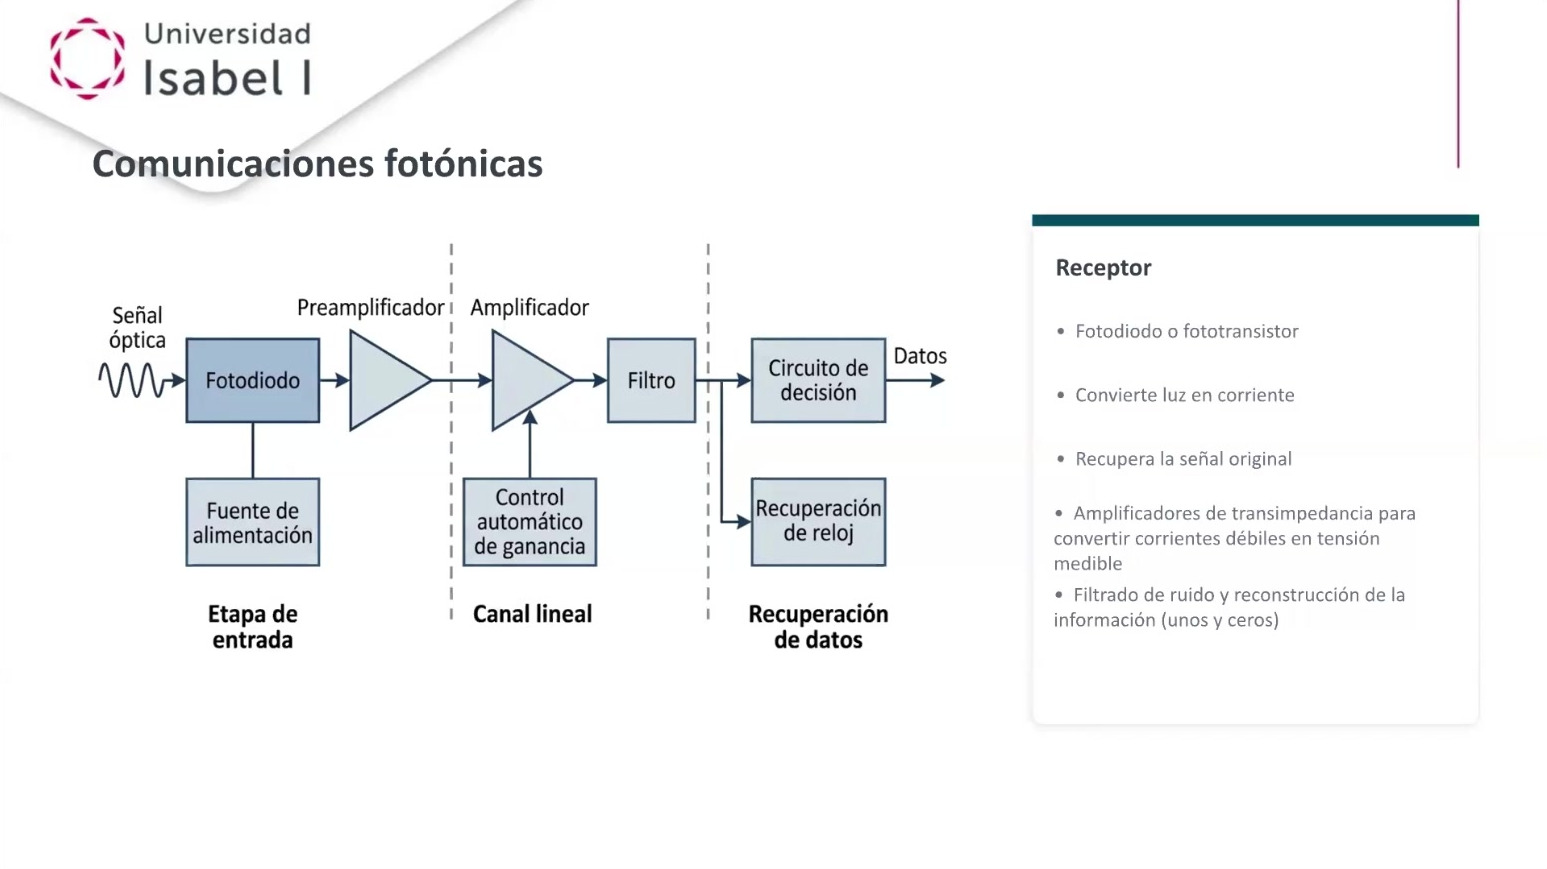 Universidad
Isabel I
Comunicaciones fotónicas
Señal
óptica
Preamplificador
Amplificador
Fotodiodo
Filtro
Circuito de
decisión
Datos
Fuente de
alimentación
Control
automático
de ganancia
Recuperación
de reloj
Etapa de
entrada
Canal lineal
Recuperación
de datos
Receptor
• Fotodiodo o fototransistor
• Convierte luz en corriente
• Recupera la señal original
• Amplificadores de transimpedancia para
convertir corrientes débiles en tensión
medible
• Filtrado de ruido y reconstrucción de la
información (unos y ceros)